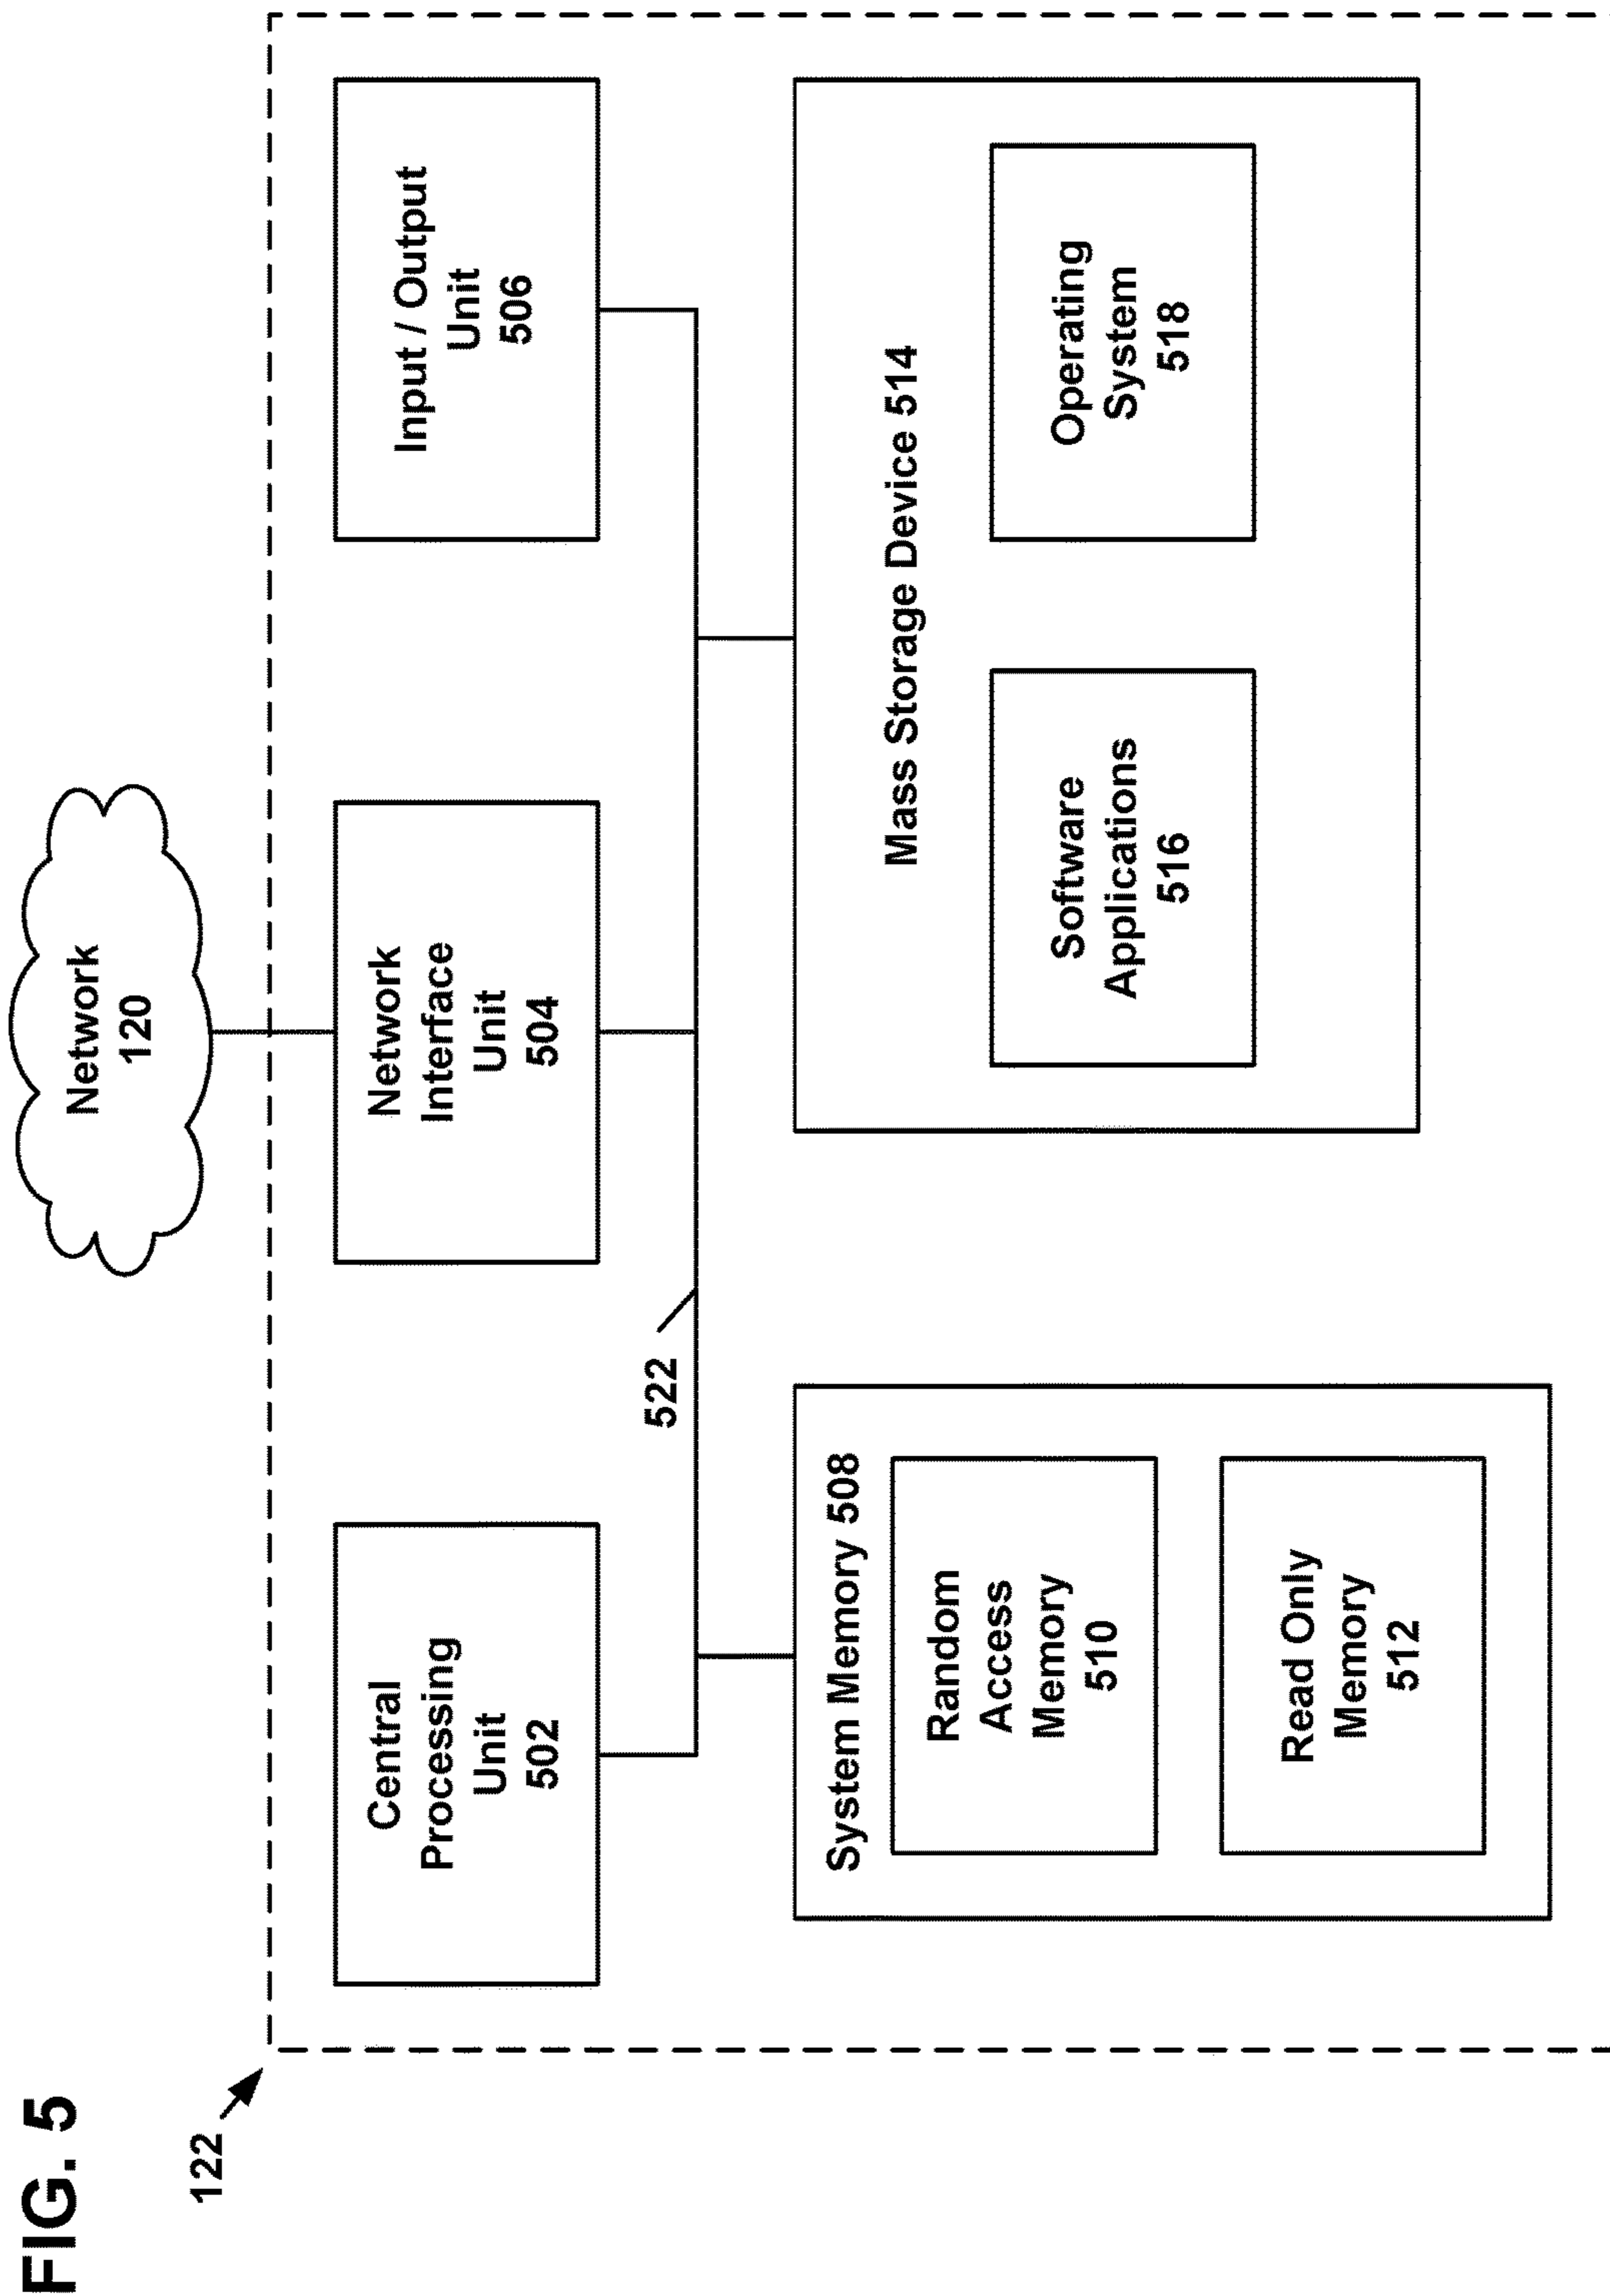 FIG. 5
122
Network
120
Central
Processing
Unit
502
Network
Interface
Unit
504
Input / Output
Unit
506
522
System Memory 508
Random
Access
Memory
510
Read Only
Memory
512
Mass Storage Device 514
Software
Applications
516
Operating
System
518